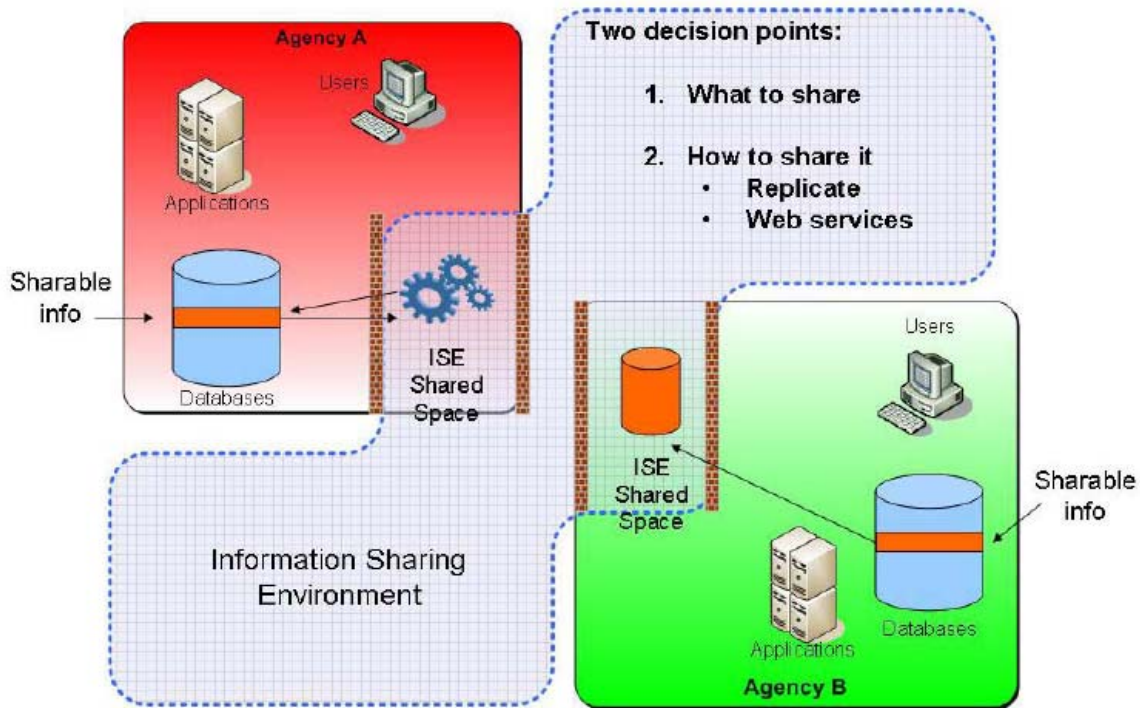 Agency A
Users
Applications
Sharable
info
Databases
ISE
Shared
Space
Two decision points:
1. What to share
2. How to share it
• Replicate
• Web services
Information Sharing
Environment
ISE
Shared
Space
Users
Sharable
info
Applications
Databases
Agency B